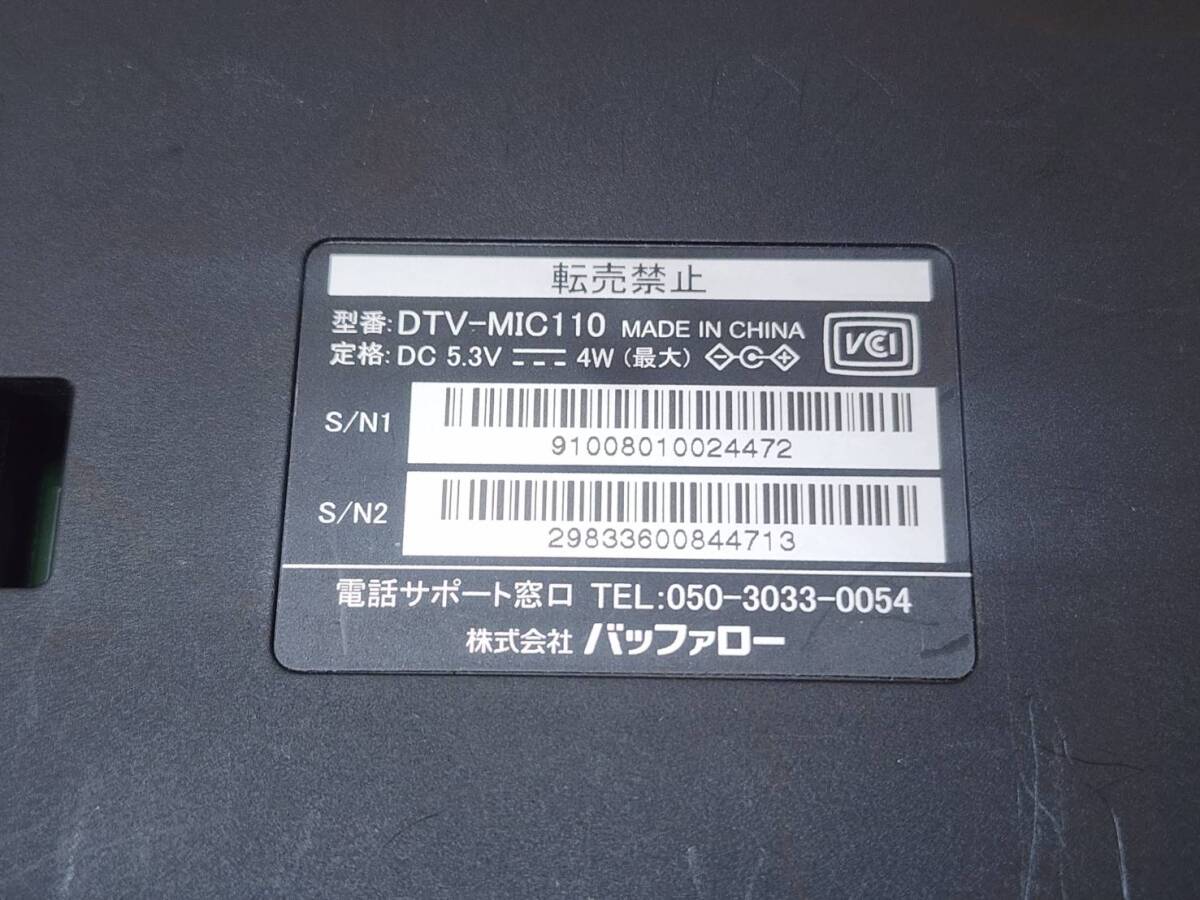 転売禁止
型番:DTV-MIC110 MADE IN CHINA
VCI
定格:DC 5.3V 4W(最大)
S/N1
91008010024472
S/N2
29833600844713
電話サポート窓口 TEL:050-3033-0054
株式会社 バッファロー